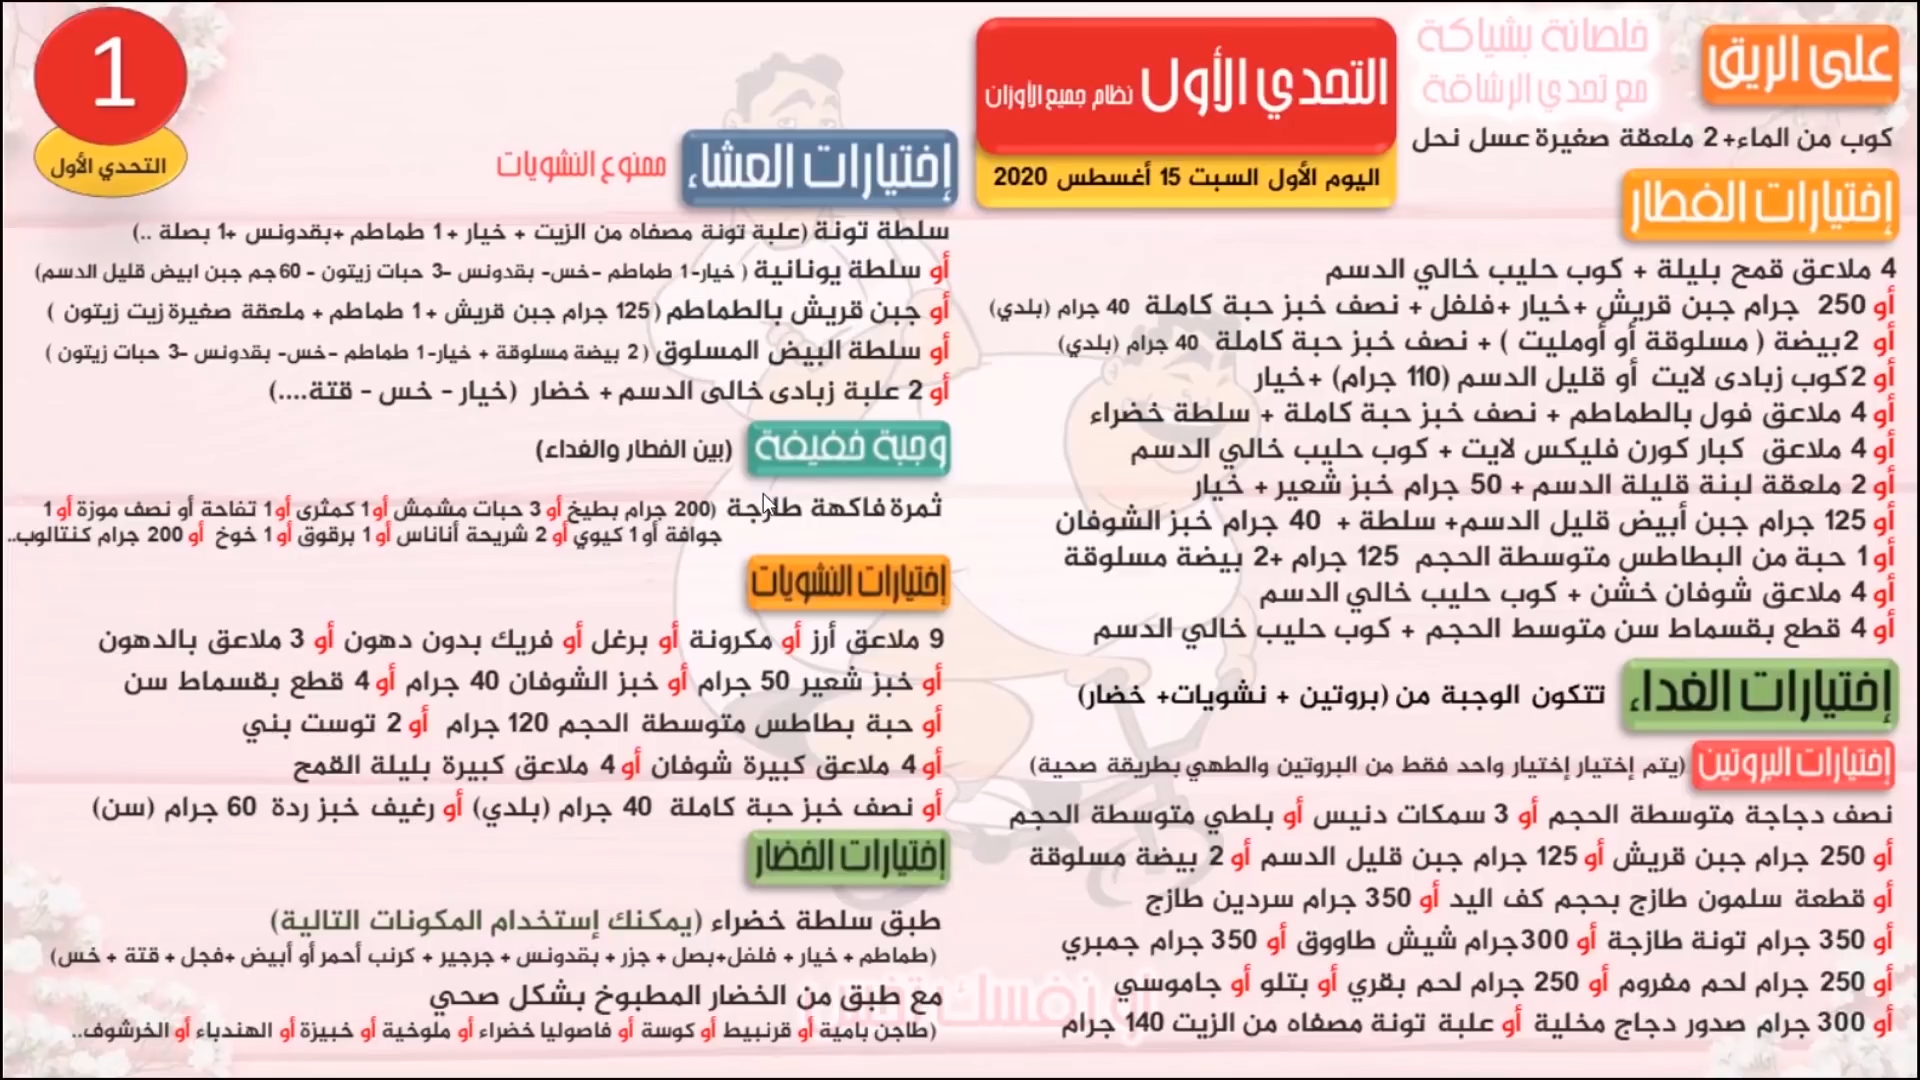 على الريق
خلصانة بشياكة
مع تحدي الرشاقة
كوب من الماء+ 2 ملعقة صغيرة عسل نحل
التحدي الأول نظام جميع الأوزان
اليوم الأول السبت 15 أغسطس 2020
1
التحدي الأول
إختيارات الفطار
4 ملاعق قمح بليلة + كوب حليب خالي الدسم
أو 250 جرام جبن قريش +خيار +فلفل + نصف خبز حبة كاملة 40 جرام (بلدي)
أو 2بيضة ( مسلوقة أو أومليت ) + نصف خبز حبة كاملة 40 جرام (بلدي)
أو 2كوب زبادى لايت أو قليل الدسم (110 جرام) +خيار
أو 4 ملاعق فول بالطماطم + نصف خبز حبة كاملة + سلطة خضراء
أو 4 ملاعق كبار كورن فليكس لايت + كوب حليب خالي الدسم
أو 2 ملعقة لبنة قليلة الدسم + 50 جرام خبز شعير + خيار
أو 125 جرام جبن أبيض قليل الدسم+ سلطة + 40 جرام خبز الشوفان
أو 1 حبة من البطاطس متوسطة الحجم 125 جرام +2 بيضة مسلوقة
أو 4 ملاعق شوفان خشن + كوب حليب خالي الدسم
أو 4 قطع بقسماط سن متوسط الحجم + كوب حليب خالي الدسم
إختيارات الغداء تتكون الوجبة من (بروتين + نشويات+ خضار)
إختيارات البروتين (يتم إختيار إختيار واحد فقط من البروتين والطهي بطريقة صحية)
نصف دجاجة متوسطة الحجم أو 3 سمكات دنيس أو بلطي متوسطة الحجم
أو 250 جرام جبن قريش أو 125 جرام جبن قليل الدسم أو 2 بيضة مسلوقة
أو قطعة سلمون طازج بحجم كف اليد أو 350 جرام سردين طازج
أو 350 جرام تونة طازجة أو 300جرام شيش طاووق أو 350 جرام جمبري
أو 250 جرام لحم مفروم أو 250 جرام لحم بقري أو بتلو أو جاموسي
أو 300 جرام صدور دجاج مخلية أو علبة تونة مصفاه من الزيت 140 جرام
إختيارات العشاء ممنوع النشويات
سلطة تونة (علبة تونة مصفاه من الزيت + خيار +1 طماطم +بقدونس +1 بصلة ..)
أو سلطة يونانية ( خيار-1 طماطم -خس- بقدونس -3 حبات زيتون - 60جم جبن ابيض قليل الدسم)
أو جبن قريش بالطماطم (125 جرام جبن قريش +1 طماطم + ملعقة صغيرة زيت زيتون )
أو سلطة البيض المسلوق (2 بيضة مسلوقة + خيار-1 طماطم -خس- بقدونس -3 حبات زيتون )
أو 2 علبة زبادى خالى الدسم + خضار (خيار - خس - قتة....)
وجبة خفيفة (بين الفطار والغداء)
ثمرة فاكهة طازجة (200 جرام بطيخ أو 3 حبات مشمش أو 1 كمثرى أو 1 تفاحة أو نصف موزة أو 1
جوافة أو 1 كيوي أو 2 شريحة أناناس أو 1 برقوق أو 1 خوخ أو 200 جرام كنتالوب..
إختيارات النشويات
9 ملاعق أرز أو مكرونة أو برغل أو فريك بدون دهون أو 3 ملاعق بالدهون
أو خبز شعير 50 جرام أو خبز الشوفان 40 جرام أو 4 قطع بقسماط سن
أو حبة بطاطس متوسطة الحجم 120 جرام أو 2 توست بني
أو 4 ملاعق كبيرة شوفان أو 4 ملاعق كبيرة بليلة القمح
أو نصف خبز حبة كاملة 40 جرام (بلدي) أو رغيف خبز ردة 60 جرام (سن)
إختيارات الخضار
طبق سلطة خضراء (يمكنك إستخدام المكونات التالية)
(طماطم + خيار + فلفل+بصل + جزر + بقدونس + جرجير + كرنب أحمر أو أبيض +فجل + قتة + خس)
مع طبق من الخضار المطبوخ بشكل صحي
(طاجن بامية أو قرنبيط أو كوسة أو فاصوليا خضراء أو ملوخية أو خبيزة أو الهندباء أو الخرشوف..